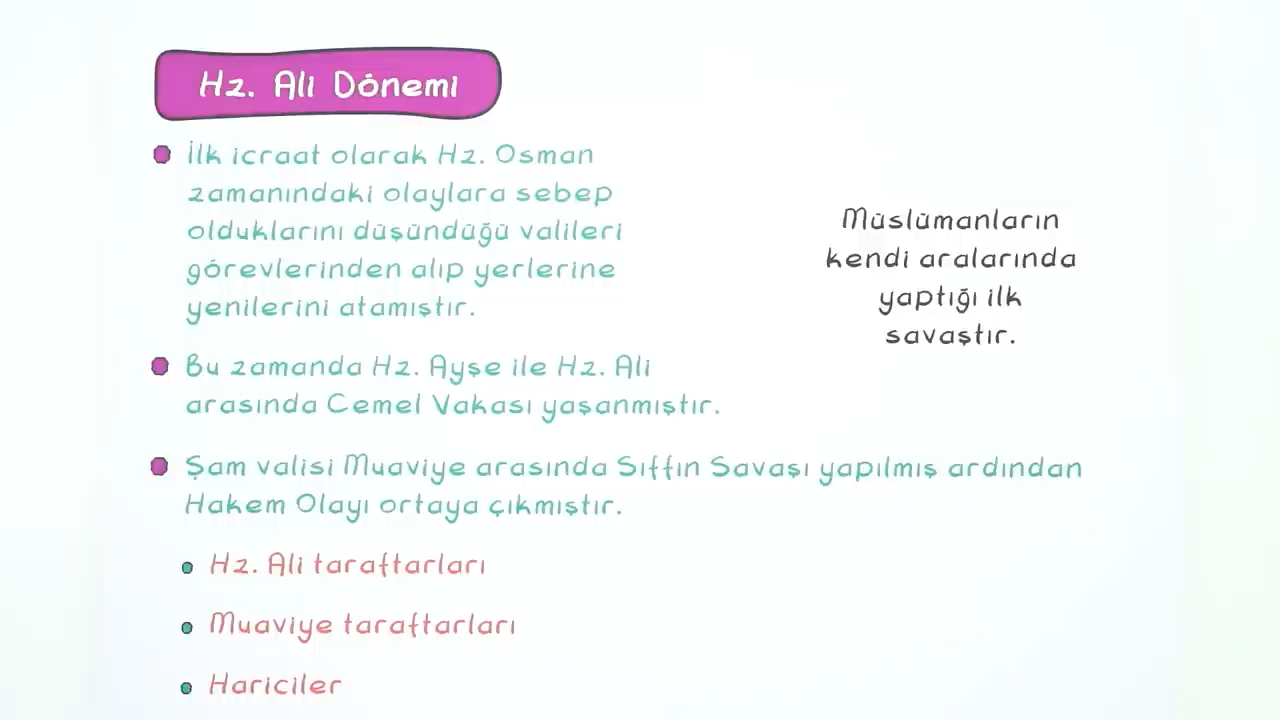 Hz. Ali Dönemi
İlk icraat olarak Hz. Osman
zamanındaki olaylara sebep
olduklarını düşündüğü valileri
görevlerinden alıp yerlerine
yenilerini atamıştır.
Müslümanların
kendi aralarında
yaptığı ilk
savaştır.
Bu zamanda Hz. Ayşe ile Hz. Ali
arasında Cemel Vakası yaşanmıştır.
Şam valisi Muaviye arasında Sıffın Savaşı yapılmış ardından
Hakem Olayı ortaya çıkmıştır.
Hz. Ali taraftarları
Muaviye taraftarları
Hariciler